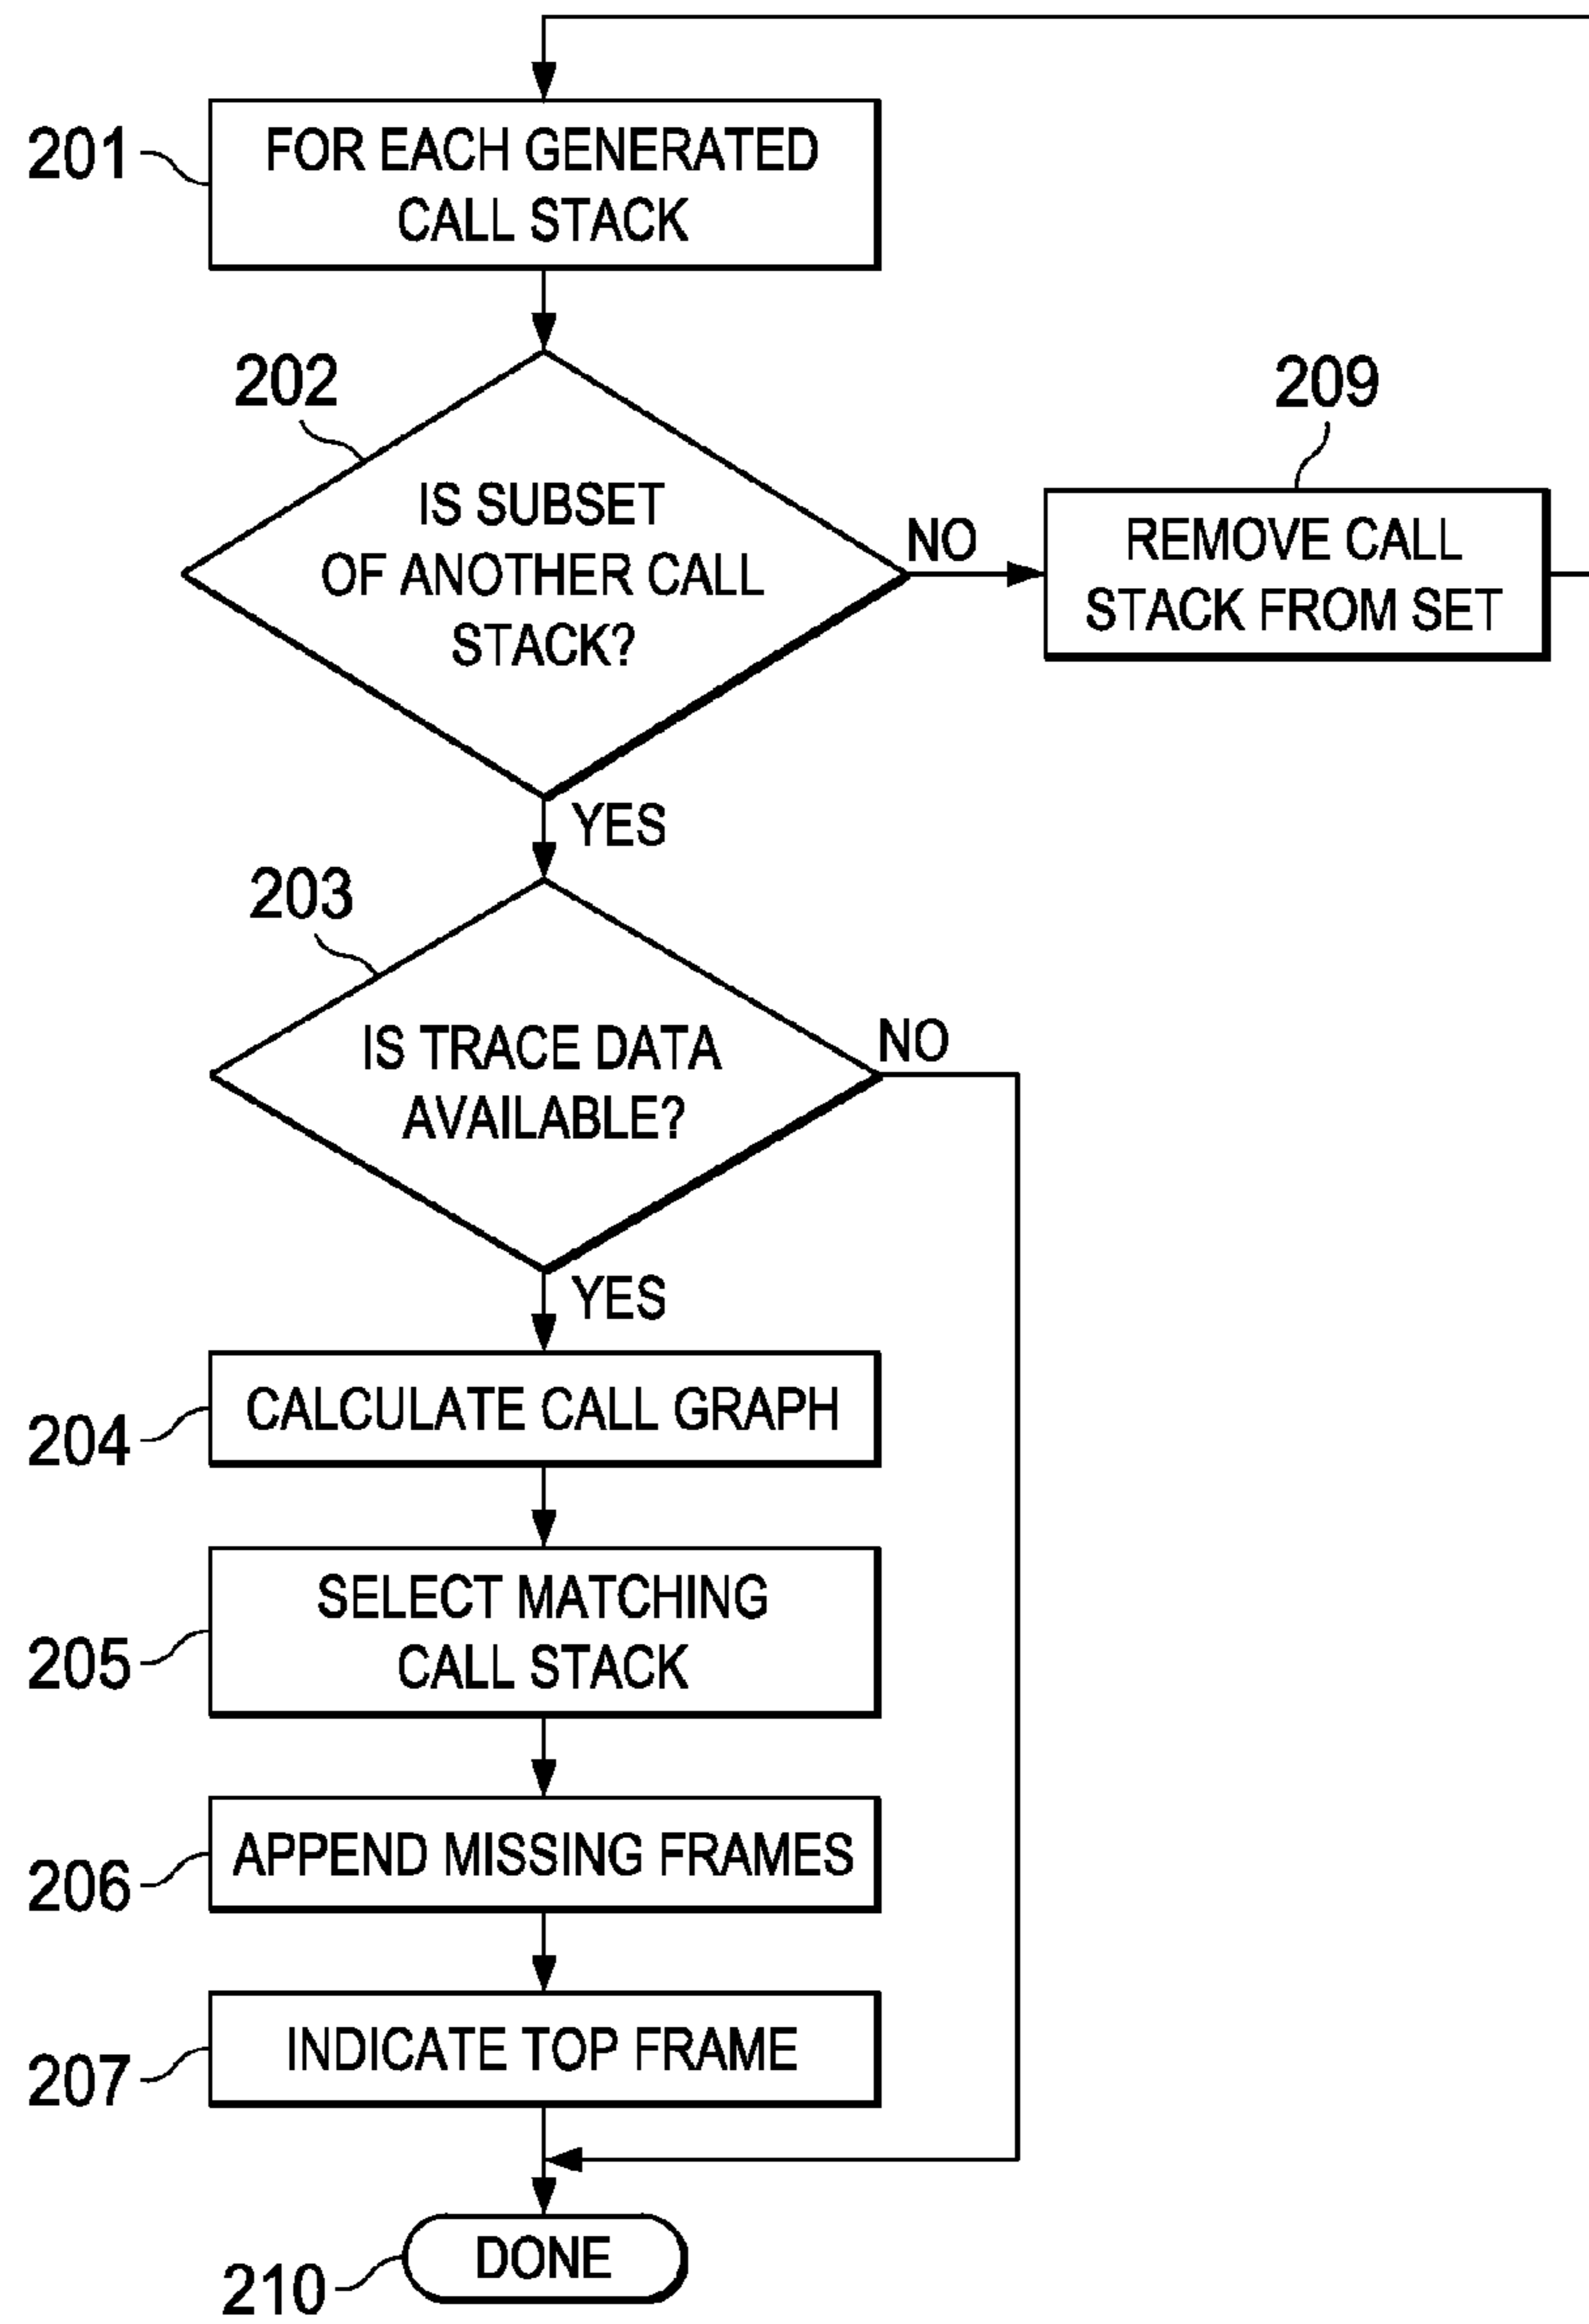 201
FOR EACH GENERATED
CALL STACK
202
IS SUBSET
OF ANOTHER CALL
STACK?
NO
209
REMOVE CALL
STACK FROM SET
YES
203
IS TRACE DATA
AVAILABLE?
NO
YES
204
CALCULATE CALL GRAPH
205
SELECT MATCHING
CALL STACK
206
APPEND MISSING FRAMES
207
INDICATE TOP FRAME
210
DONE